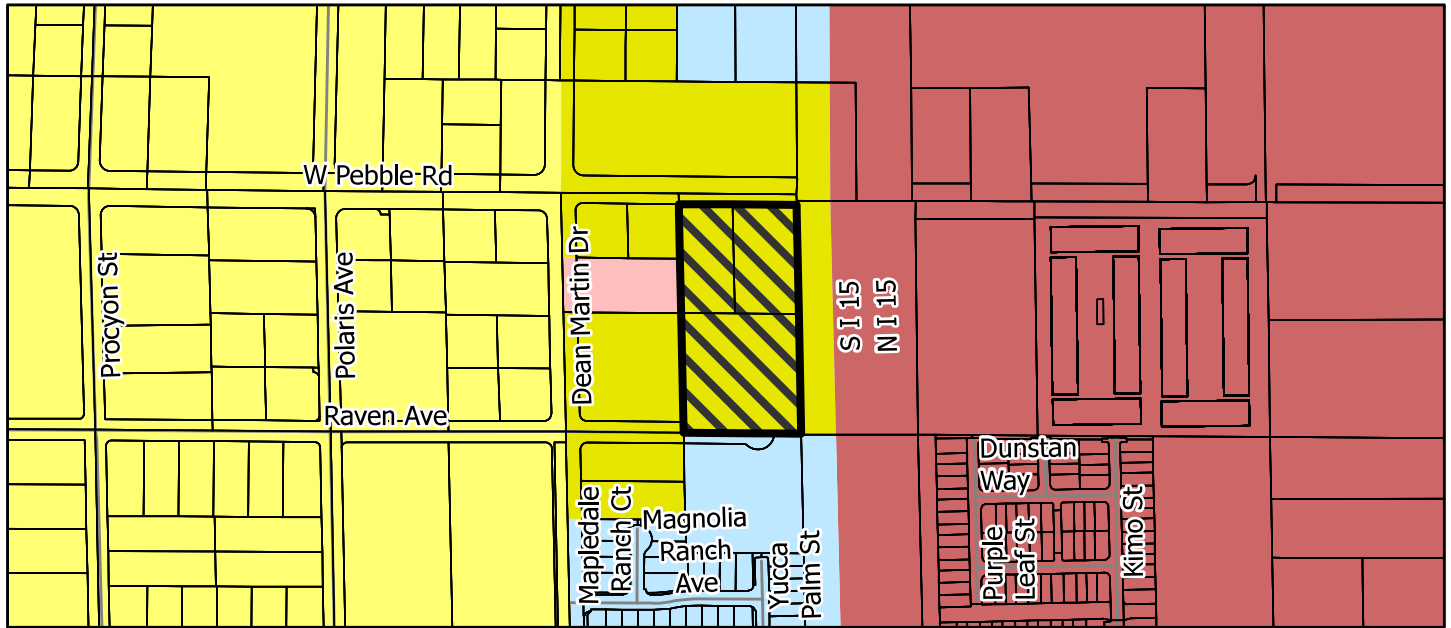 W Pebble Rd
Procyon St
Polaris Ave
Dean Martin Dr
S I 15
N I 15
Raven Ave
Dunstan
Way
Mapledale
Ranch Ct
Magnolia
Ranch
Ave
Yucca
Palm St
Purple
Leaf St
Kimo St